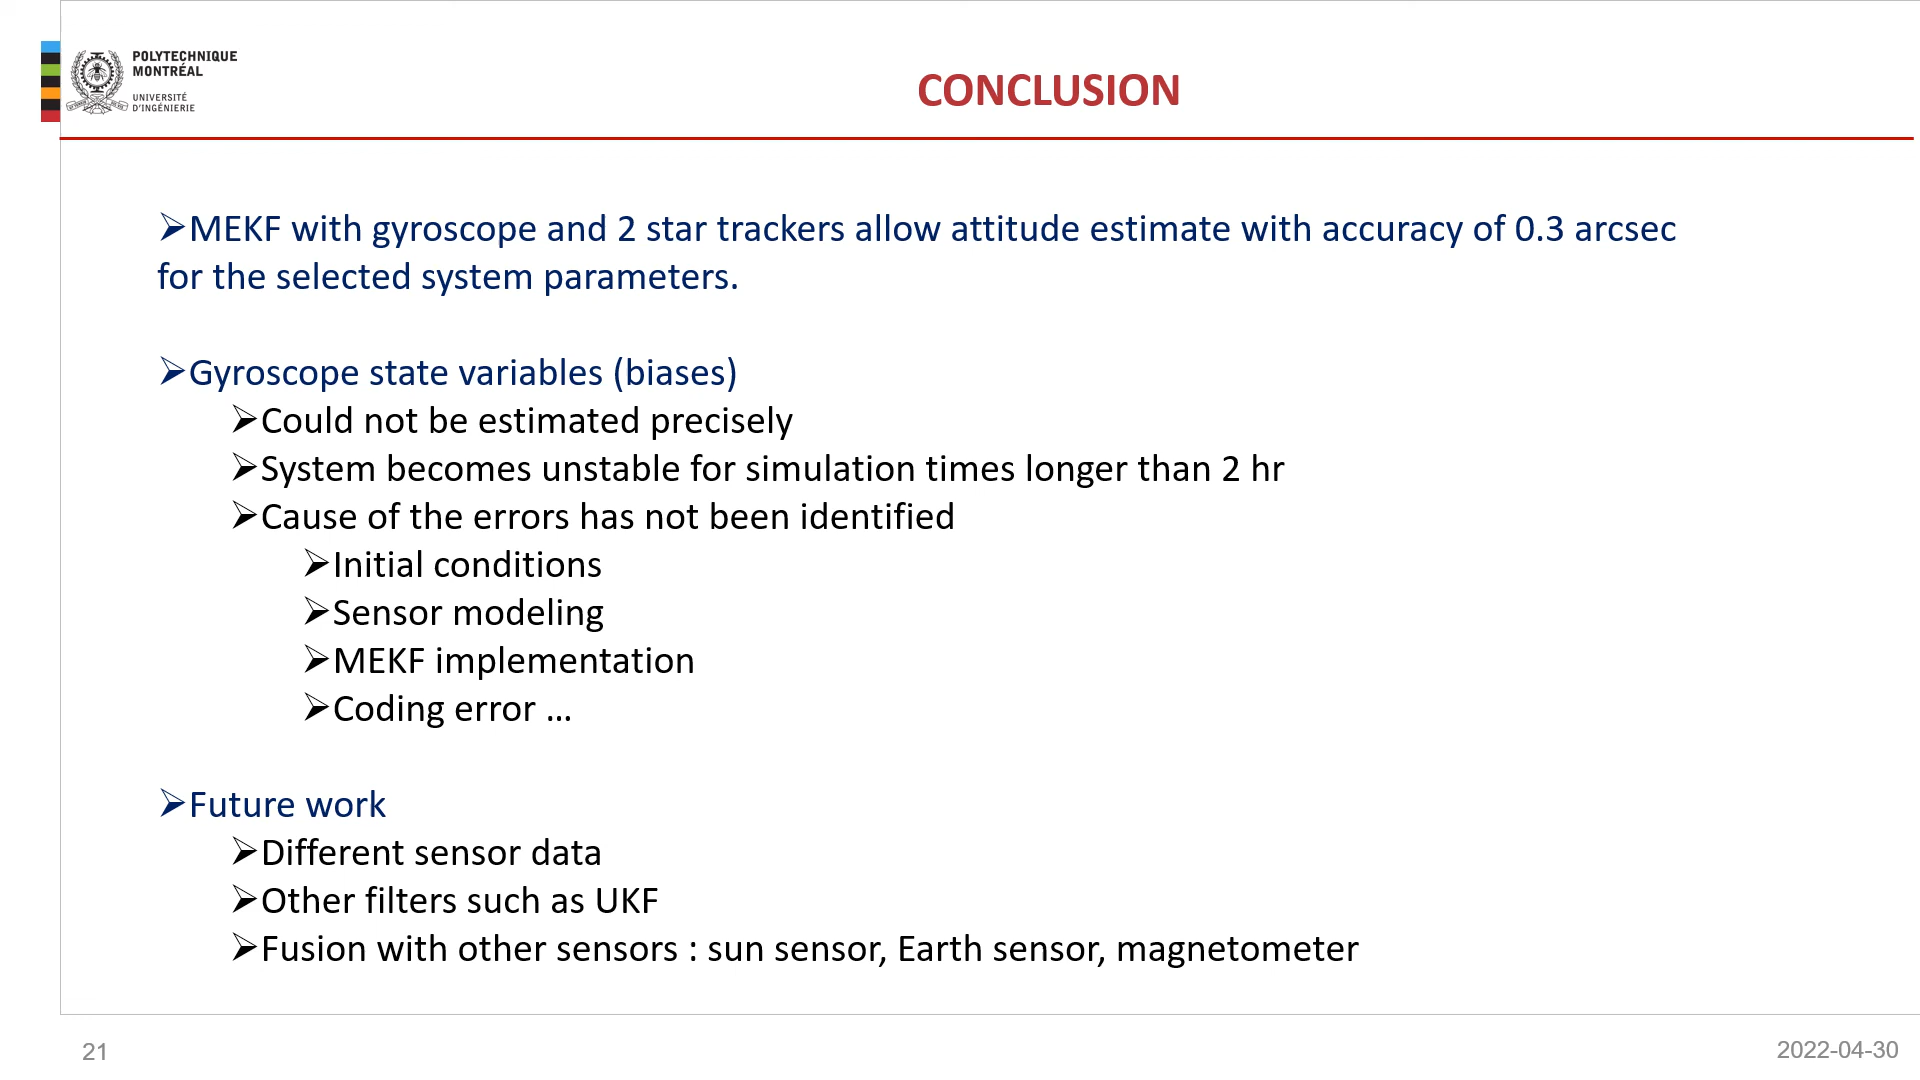 POLYTECHNIQUE
MONTRÉAL
UNIVERSITÉ
D'INGÉNIERIE
CONCLUSION
➢MEKF with gyroscope and 2 star trackers allow attitude estimate with accuracy of 0.3 arcsec
for the selected system parameters.
➢Gyroscope state variables (biases)
➢Could not be estimated precisely
➢System becomes unstable for simulation times longer than 2 hr
➢Cause of the errors has not been identified
➢Initial conditions
➢Sensor modeling
➢MEKF implementation
➢Coding error ...
➢Future work
➢Different sensor data
➢Other filters such as UKF
➢Fusion with other sensors : sun sensor, Earth sensor, magnetometer
21
2022-04-30